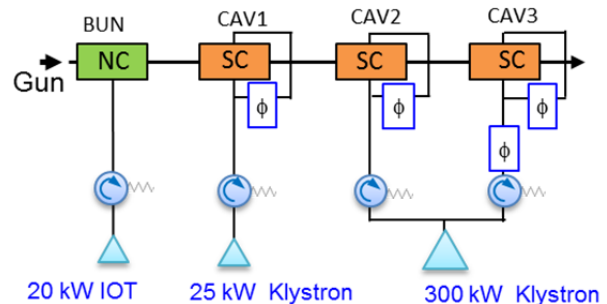 BUN CAV1 CAV2 CAV3
NC SC SC SC
Gun
ϕ ϕ ϕ
ϕ
20 kW IOT 25 kW Klystron 300 kW Klystron